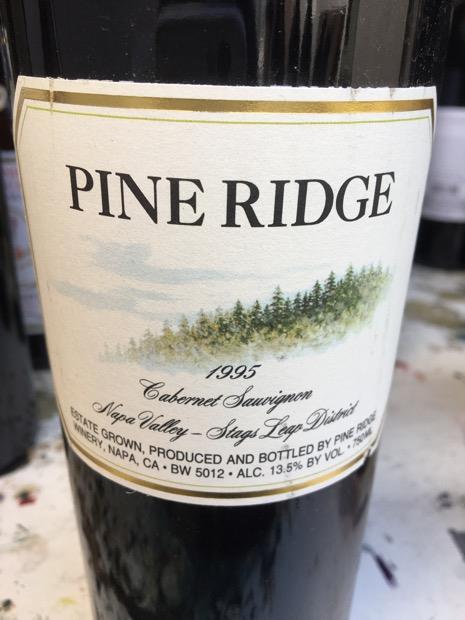 PINE RIDGE
1995
Cabernet Sauvignon
Napa Valley – Stags Leap District
ESTATE GROWN, PRODUCED AND BOTTLED BY PINE RIDGE
WINERY, NAPA, CA • BW 5012 • ALC. 13.5% BY VOL. • 750ML